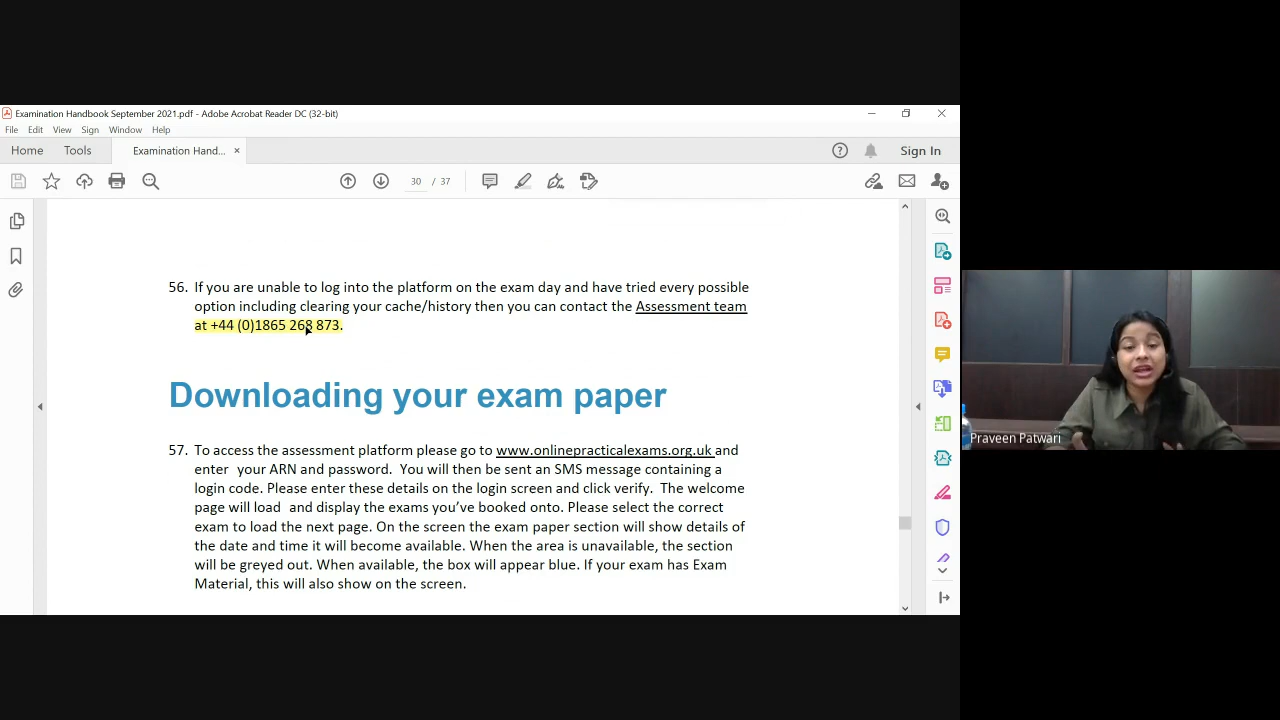 Examination Handbook September 2021.pdf - Adobe Acrobat Reader DC (32-bit)
File Edit View Sign Window Help
Home Tools Examination Hand... × Sign In
30 / 37
56. If you are unable to log into the platform on the exam day and have tried every possible
option including clearing your cache/history then you can contact the Assessment team
at +44 (0)1865 268 873.
Downloading your exam paper
57. To access the assessment platform please go to www.onlinepracticalexams.org.uk and
enter your ARN and password. You will then be sent an SMS message containing a
login code. Please enter these details on the login screen and click verify. The welcome
page will load and display the exams you've booked onto. Please select the correct
exam to load the next page. On the screen the exam paper section will show details of
the date and time it will become available. When the area is unavailable, the section
will be greyed out. When available, the box will appear blue. If your exam has Exam
Material, this will also show on the screen.
Praveen Patwari